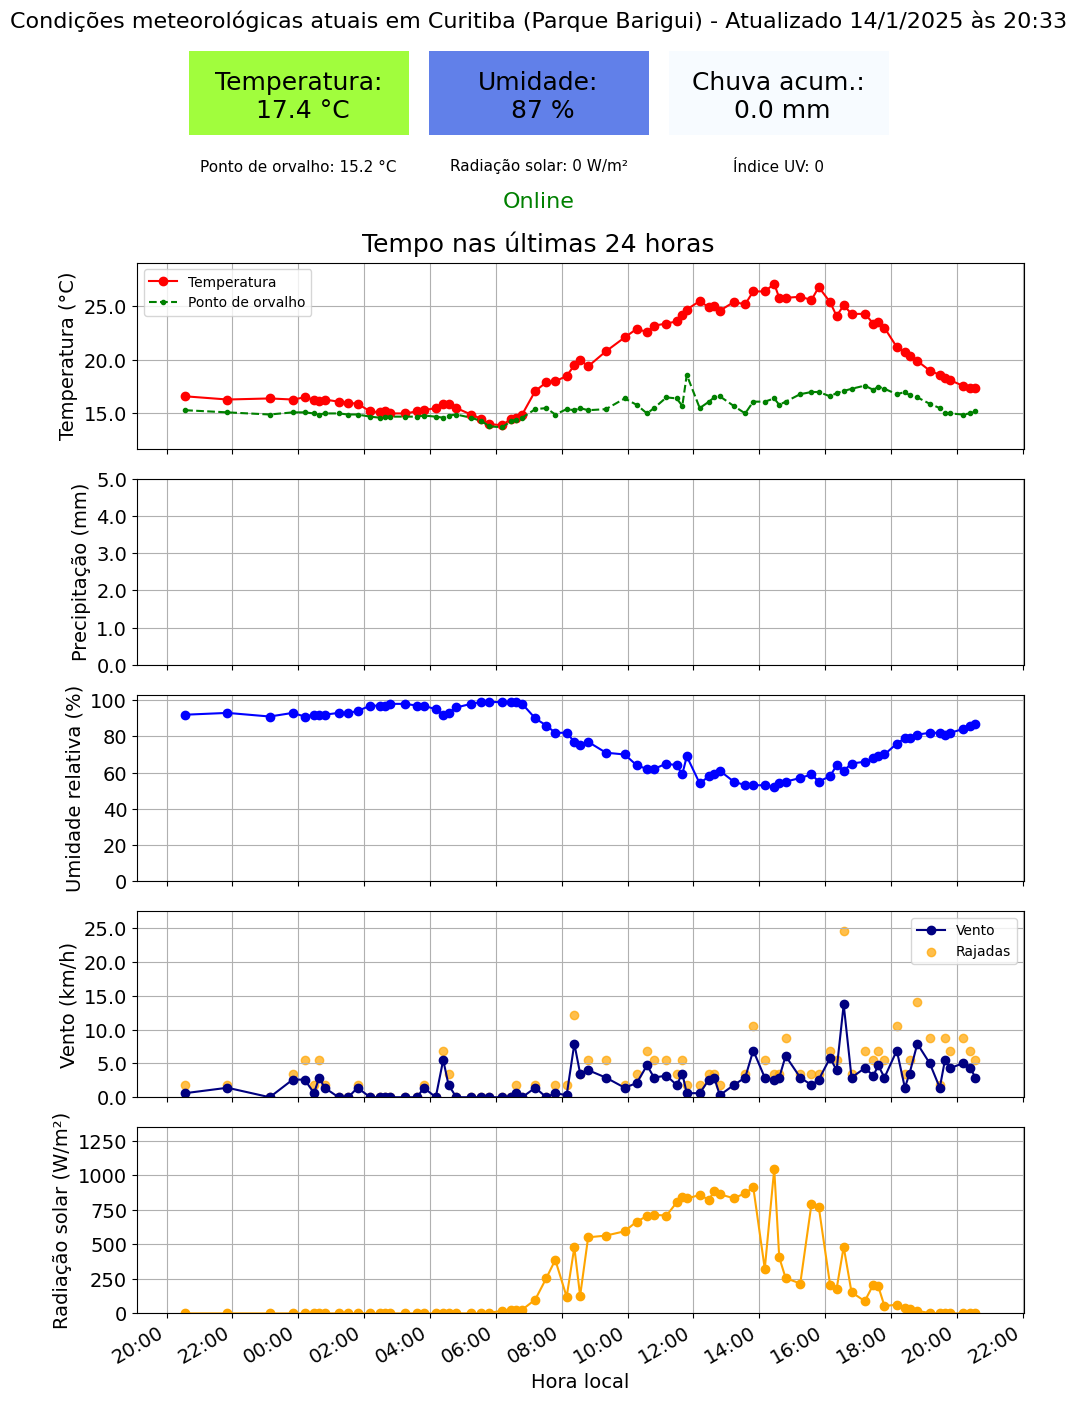 Condições meteorológicas atuais em Curitiba (Parque Barigui) - Atualizado 14/1/2025 às 20:33
Temperatura:
17.4 °C
Umidade:
87 %
Chuva acum.:
0.0 mm
Ponto de orvalho: 15.2 °C
Radiação solar: 0 W/m²
Índice UV: 0
Online
Tempo nas últimas 24 horas
Temperatura (°C)
25.0
20.0
15.0
Temperatura
Ponto de orvalho
Precipitação (mm)
5.0
4.0
3.0
2.0
1.0
0.0
Umidade relativa (%)
100
80
60
40
20
0
Vento (km/h)
25.0
20.0
15.0
10.0
5.0
0.0
Vento
Rajadas
Radiação solar (W/m²)
1250
1000
750
500
250
0
20:00
22:00
00:00
02:00
04:00
06:00
08:00
10:00
12:00
14:00
16:00
18:00
20:00
22:00
Hora local